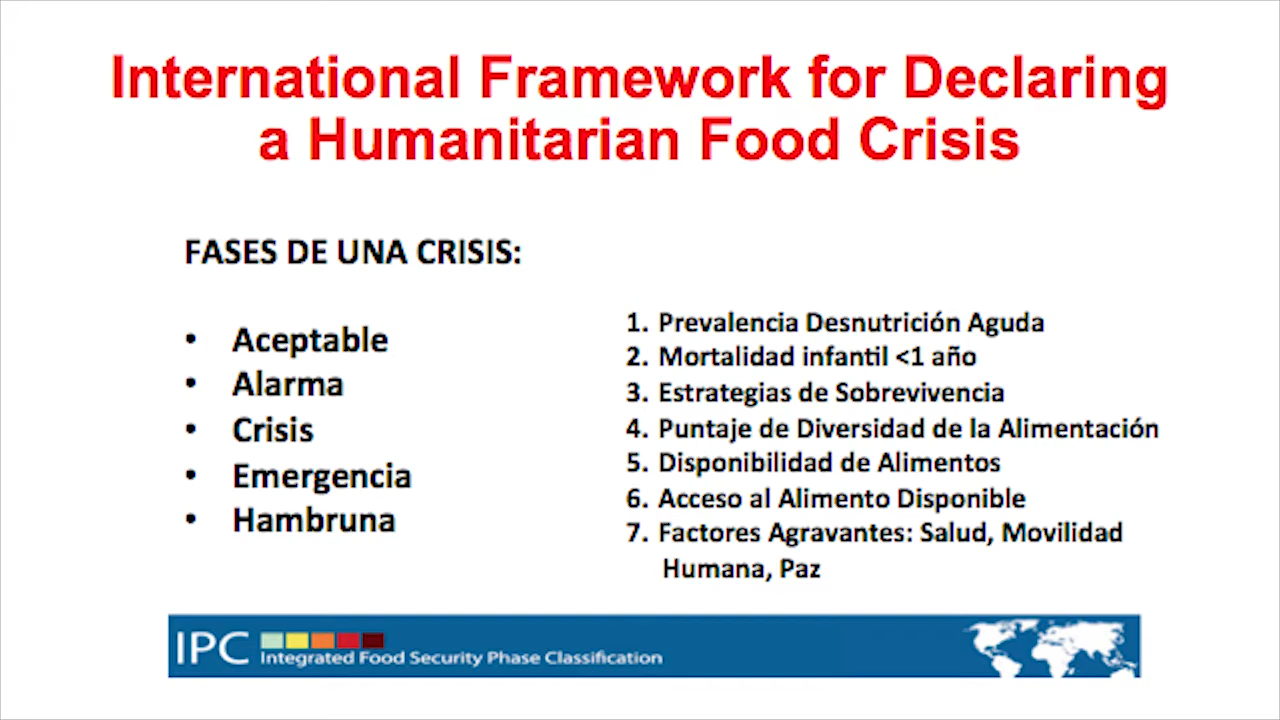 International Framework for Declaring
a Humanitarian Food Crisis
FASES DE UNA CRISIS:
• Aceptable
• Alarma
• Crisis
• Emergencia
• Hambruna
1. Prevalencia Desnutrición Aguda
2. Mortalidad infantil <1 año
3. Estrategias de Sobrevivencia
4. Puntaje de Diversidad de la Alimentación
5. Disponibilidad de Alimentos
6. Acceso al Alimento Disponible
7. Factores Agravantes: Salud, Movilidad
Humana, Paz
IPC
Integrated Food Security Phase Classification